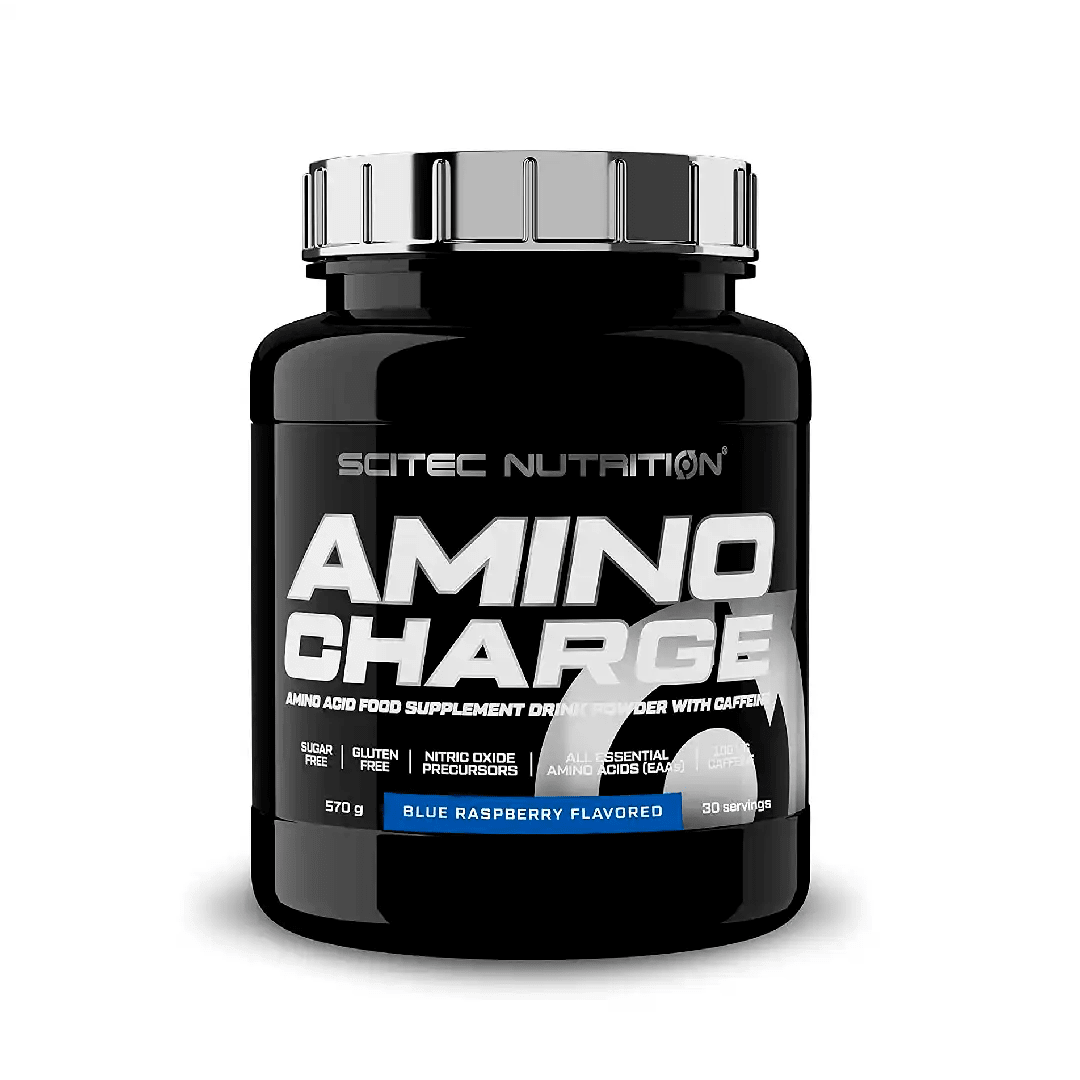 SCITEC NUTRITION®
AMINO
CHARGE
AMINO ACID FOOD SUPPLEMENT DRINK POWDER WITH CAFFEINE
SUGAR FREE | GLUTEN FREE | NITRIC OXIDE PRECURSORS | ALL ESSENTIAL AMINO ACIDS (EAAS) | CAFFEINE
570 g
BLUE RASPBERRY FLAVORED
30 servings